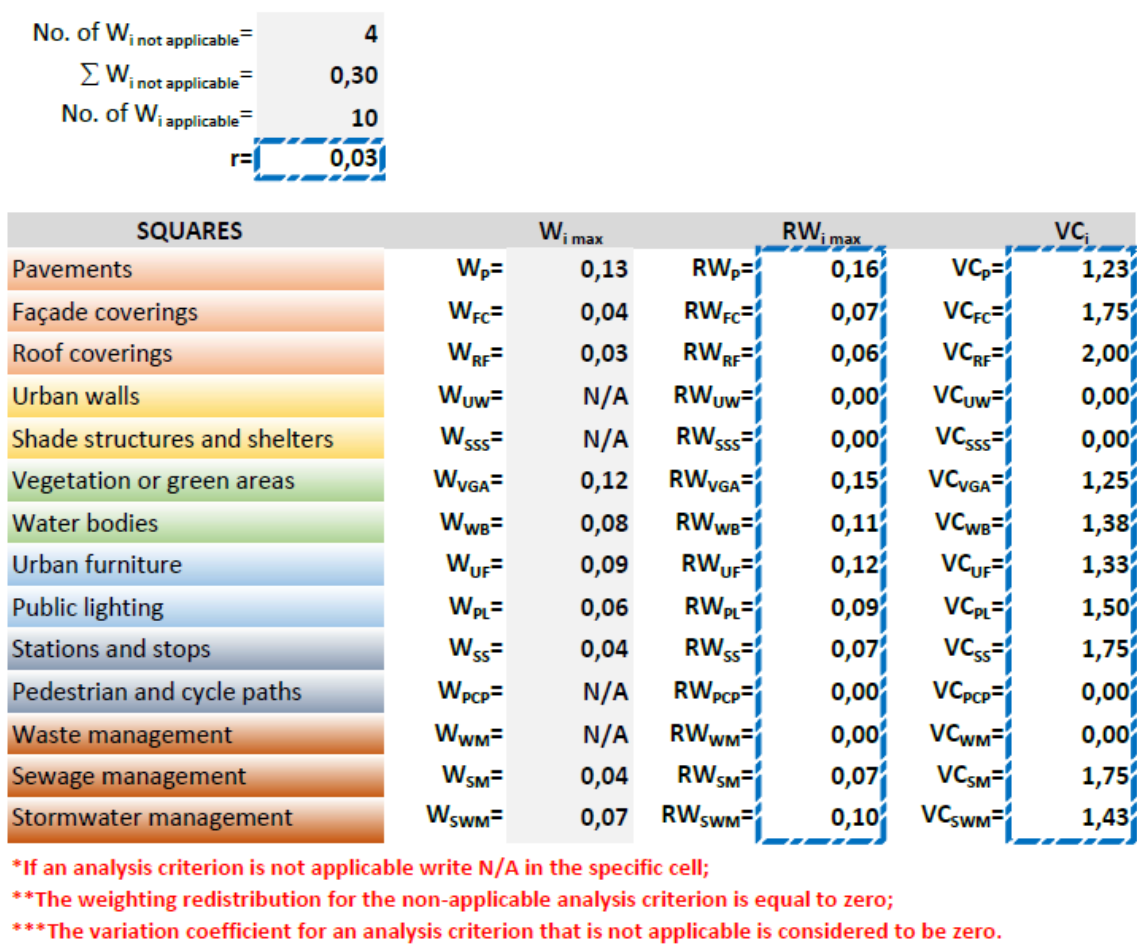 No. of Wi not applicable= 4
∑ Wi not applicable= 0,30
No. of Wi applicable= 10
r= 0,03
SQUARES Wi max RWi max VCi
Pavements WP= 0,13 RWP= 0,16 VCP= 1,23
Façade coverings WFC= 0,04 RWFC= 0,07 VCFC= 1,75
Roof coverings WRF= 0,03 RWRF= 0,06 VCRF= 2,00
Urban walls WUW= N/A RWUW= 0,00 VCUW= 0,00
Shade structures and shelters WSSS= N/A RWSSS= 0,00 VCSSS= 0,00
Vegetation or green areas WVGA= 0,12 RWVGA= 0,15 VCVGA= 1,25
Water bodies WWB= 0,08 RWWB= 0,11 VCWB= 1,38
Urban furniture WUF= 0,09 RWUF= 0,12 VCUF= 1,33
Public lighting WPL= 0,06 RWPL= 0,09 VCPL= 1,50
Stations and stops WSS= 0,04 RWSS= 0,07 VCSS= 1,75
Pedestrian and cycle paths WPCP= N/A RWPCP= 0,00 VCPCP= 0,00
Waste management WWM= N/A RWWM= 0,00 VCWM= 0,00
Sewage management WSM= 0,04 RWSM= 0,07 VCSM= 1,75
Stormwater management WSWM= 0,07 RWSWM= 0,10 VCSWM= 1,43
*If an analysis criterion is not applicable write N/A in the specific cell;
**The weighting redistribution for the non-applicable analysis criterion is equal to zero;
***The variation coefficient for an analysis criterion that is not applicable is considered to be zero.